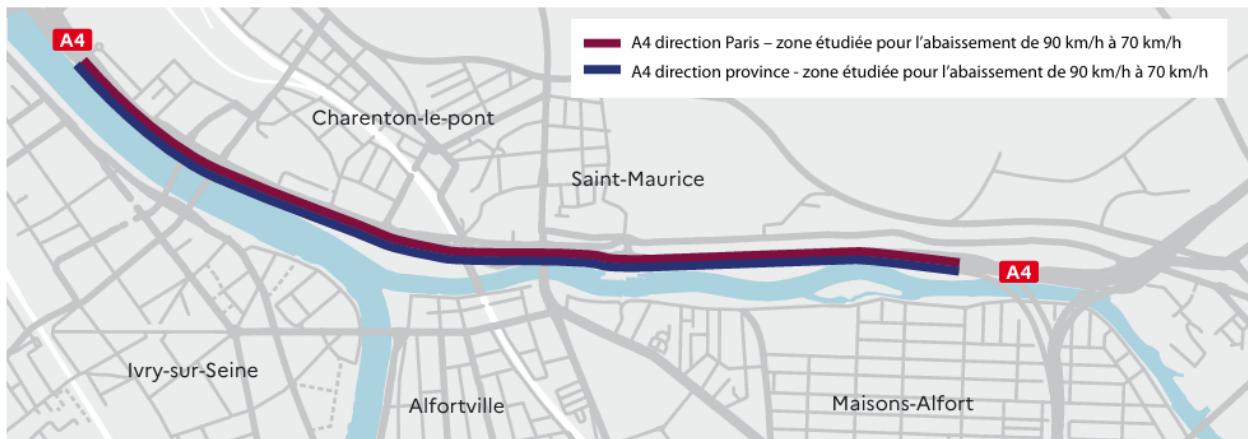 A4
A4 direction Paris – zone étudiée pour l’abaissement de 90 km/h à 70 km/h
A4 direction province - zone étudiée pour l’abaissement de 90 km/h à 70 km/h
Charenton-le-pont
Saint-Maurice
A4
Ivry-sur-Seine
Alfortville
Maisons-Alfort